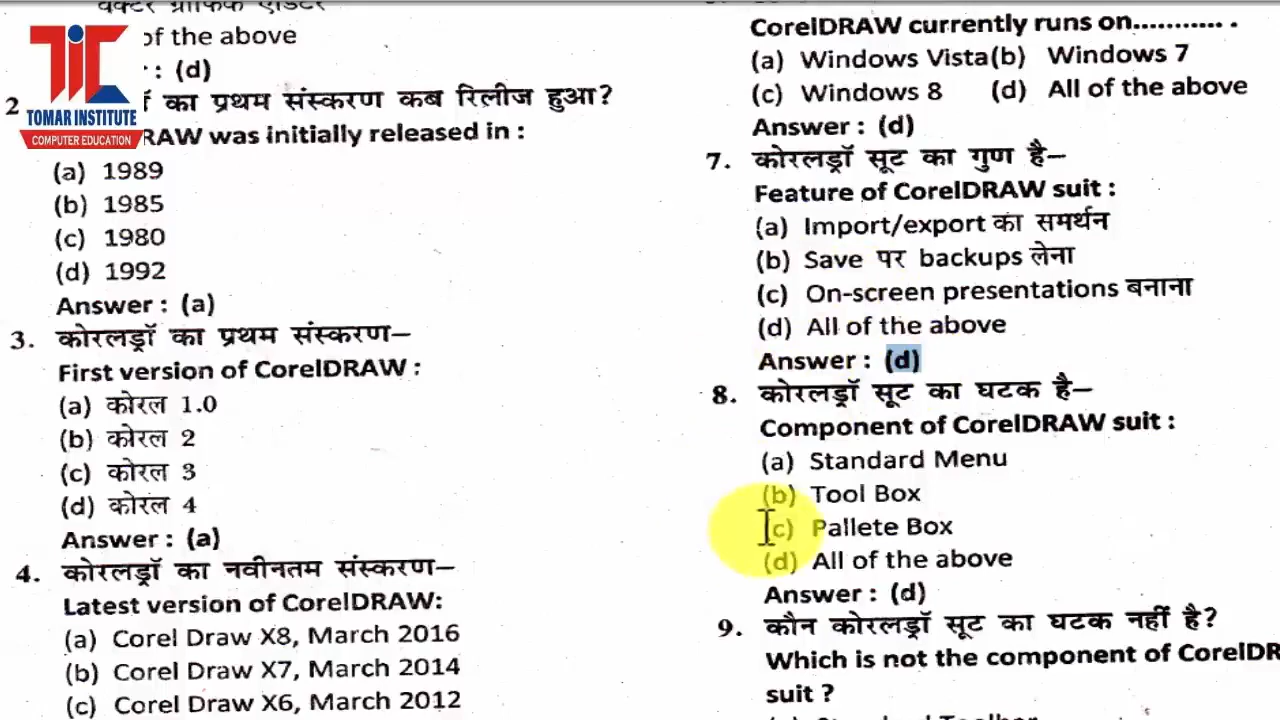 वेक्टर ग्राफिक एडिटर
of the above
: (d)
2 का प्रथम संस्करण कब रिलीज हुआ?
RAW was initially released in :
(a) 1989
(b) 1985
(c) 1980
(d) 1992
Answer : (a)
3. कोरलड्रॉ का प्रथम संस्करण–
First version of CorelDRAW :
(a) कोरल 1.0
(b) कोरल 2
(c) कोरल 3
(d) कोरल 4
Answer : (a)
4. कोरलड्रॉ का नवीनतम संस्करण–
Latest version of CorelDRAW:
(a) Corel Draw X8, March 2016
(b) Corel Draw X7, March 2014
(c) Corel Draw X6, March 2012
TIC
TOMAR INSTITUTE
COMPUTER EDUCATION
CorelDRAW currently runs on........... .
(a) Windows Vista(b) Windows 7
(c) Windows 8 (d) All of the above
Answer : (d)
7. कोरलड्रॉ सूट का गुण है–
Feature of CorelDRAW suit :
(a) Import/export का समर्थन
(b) Save पर backups लेना
(c) On-screen presentations बनाना
(d) All of the above
Answer : (d)
8. कोरलड्रॉ सूट का घटक है–
Component of CorelDRAW suit :
(a) Standard Menu
(b) Tool Box
(c) Pallete Box
(d) All of the above
Answer : (d)
9. कौन कोरलड्रॉ सूट का घटक नहीं है?
Which is not the component of CorelDR
suit ?